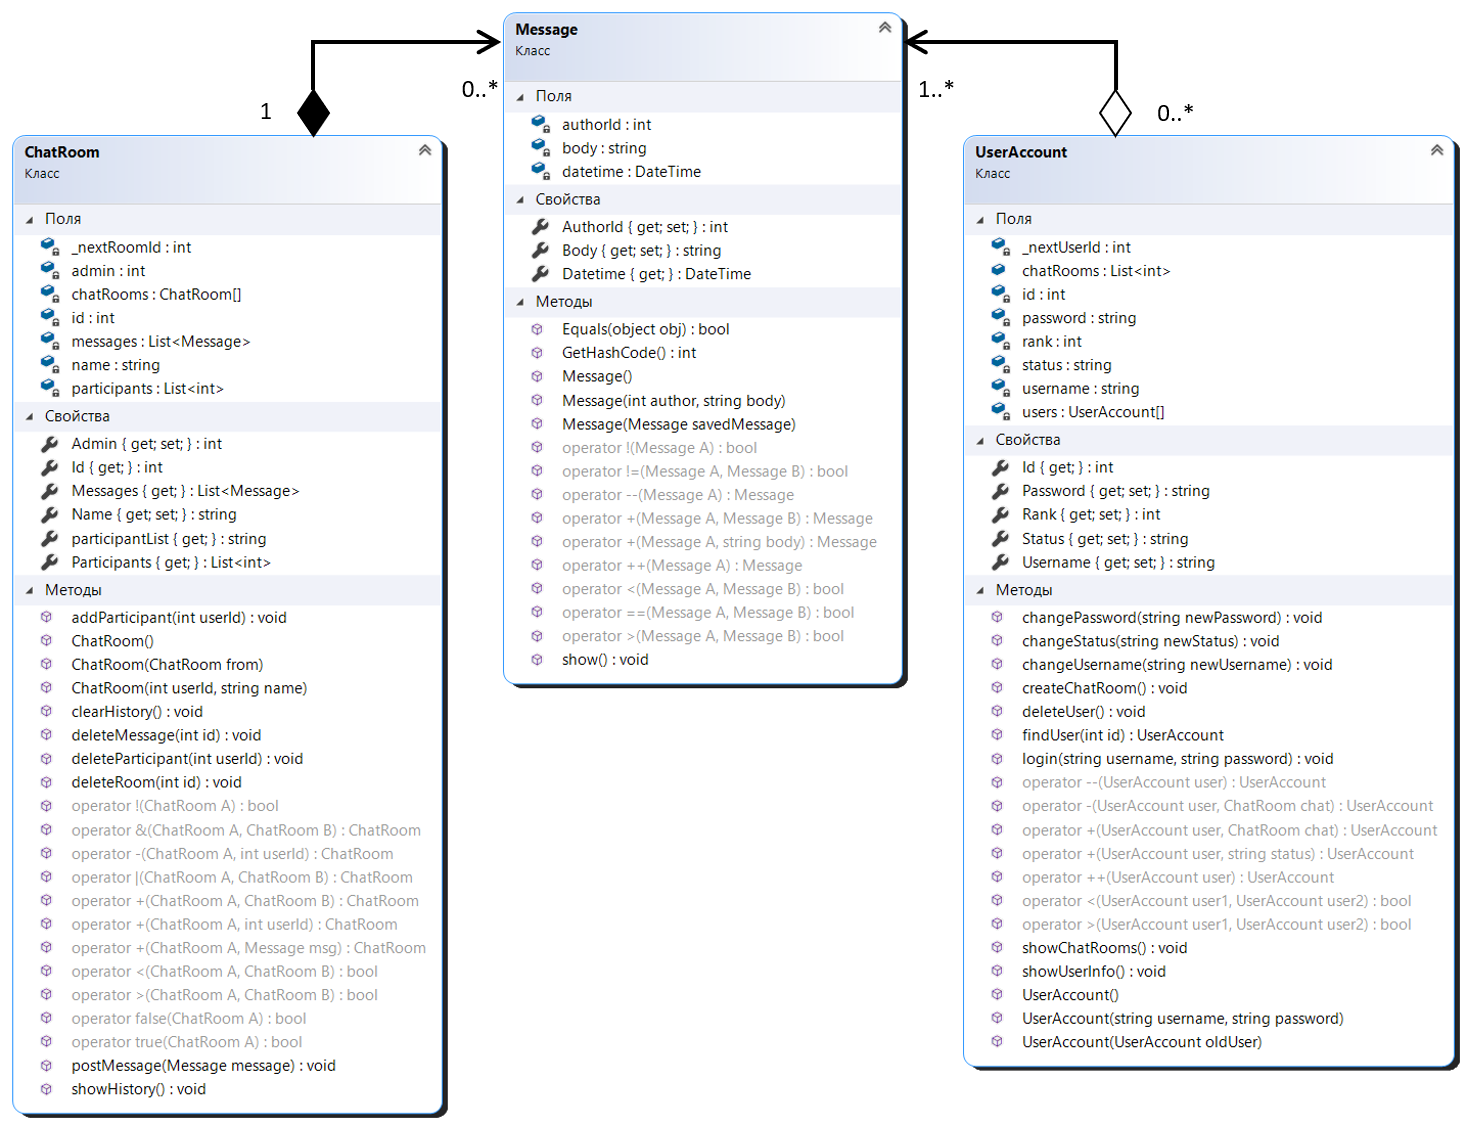 Message
Класс
Поля
authorId : int
body : string
datetime : DateTime
Свойства
AuthorId { get; set; } : int
Body { get; set; } : string
Datetime { get; } : DateTime
Методы
Equals(object obj) : bool
GetHashCode() : int
Message()
Message(int author, string body)
Message(Message savedMessage)
operator !(Message A) : bool
operator !=(Message A, Message B) : bool
operator --(Message A) : Message
operator +(Message A, Message B) : Message
operator +(Message A, string body) : Message
operator ++(Message A) : Message
operator <(Message A, Message B) : bool
operator ==(Message A, Message B) : bool
operator >(Message A, Message B) : bool
show() : void
1
0..*
1..*
0..*
ChatRoom
Класс
Поля
_nextRoomId : int
admin : int
chatRooms : ChatRoom[]
id : int
messages : List<Message>
name : string
participants : List<int>
Свойства
Admin { get; set; } : int
Id { get; } : int
Messages { get; } : List<Message>
Name { get; set; } : string
participantList { get; } : string
Participants { get; } : List<int>
Методы
addParticipant(int userId) : void
ChatRoom()
ChatRoom(ChatRoom from)
ChatRoom(int userId, string name)
clearHistory() : void
deleteMessage(int id) : void
deleteParticipant(int userId) : void
deleteRoom(int id) : void
operator !(ChatRoom A) : bool
operator &(ChatRoom A, ChatRoom B) : ChatRoom
operator -(ChatRoom A, int userId) : ChatRoom
operator |(ChatRoom A, ChatRoom B) : ChatRoom
operator +(ChatRoom A, ChatRoom B) : ChatRoom
operator +(ChatRoom A, int userId) : ChatRoom
operator +(ChatRoom A, Message msg) : ChatRoom
operator <(ChatRoom A, ChatRoom B) : bool
operator >(ChatRoom A, ChatRoom B) : bool
operator false(ChatRoom A) : bool
operator true(ChatRoom A) : bool
postMessage(Message message) : void
showHistory() : void
UserAccount
Класс
Поля
_nextUserId : int
chatRooms : List<int>
id : int
password : string
rank : int
status : string
username : string
users : UserAccount[]
Свойства
Id { get; } : int
Password { get; set; } : string
Rank { get; set; } : int
Status { get; set; } : string
Username { get; set; } : string
Методы
changePassword(string newPassword) : void
changeStatus(string newStatus) : void
changeUsername(string newUsername) : void
createChatRoom() : void
deleteUser() : void
findUser(int id) : UserAccount
login(string username, string password) : void
operator --(UserAccount user) : UserAccount
operator -(UserAccount user, ChatRoom chat) : UserAccount
operator +(UserAccount user, ChatRoom chat) : UserAccount
operator +(UserAccount user, string status) : UserAccount
operator ++(UserAccount user) : UserAccount
operator <(UserAccount user1, UserAccount user2) : bool
operator >(UserAccount user1, UserAccount user2) : bool
showChatRooms() : void
showUserInfo() : void
UserAccount()
UserAccount(string username, string password)
UserAccount(UserAccount oldUser)